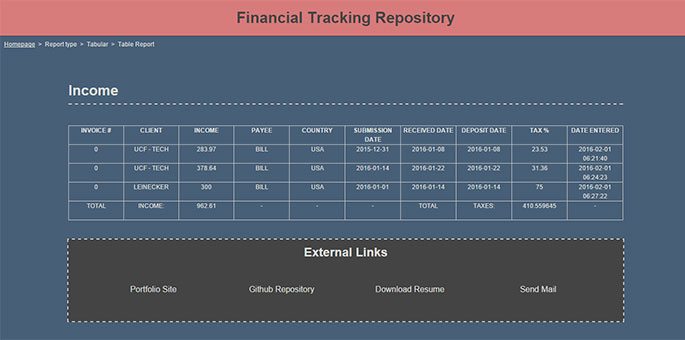 Financial Tracking Repository
Homepage > Report type > Tabular > Table Report
Income
INVOICE # CLIENT INCOME PAYEE COUNTRY SUBMISSION DATE RECEIVED DATE DEPOSIT DATE TAX % DATE ENTERED
0 UCF - TECH 283.97 BILL USA 2015-12-31 2016-01-08 2016-01-08 23.53 2016-02-01 06:21:40
0 UCF - TECH 378.64 BILL USA 2016-01-14 2016-01-22 2016-01-22 31.36 2016-02-01 06:24:23
0 LEINECKER 300 BILL USA 2016-01-01 2016-01-14 2016-01-14 75 2016-02-01 06:27:22
TOTAL INCOME: 962.61 - - - TOTAL TAXES: 410.559645 -
External Links
Portfolio Site Github Repository Download Resume Send Mail